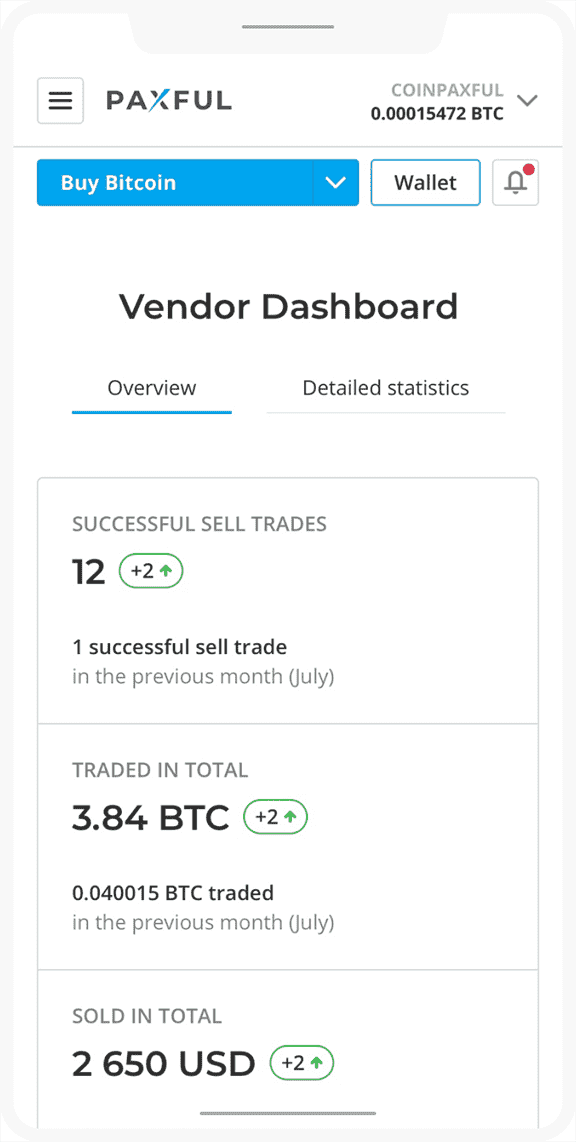 PAXFUL
COINPAXFUL
0.00015472 BTC
Buy Bitcoin
Wallet
Vendor Dashboard
Overview
Detailed statistics
SUCCESSFUL SELL TRADES
12 +2
1 successful sell trade
in the previous month (July)
TRADED IN TOTAL
3.84 BTC +2
0.040015 BTC traded
in the previous month (July)
SOLD IN TOTAL
2 650 USD +2